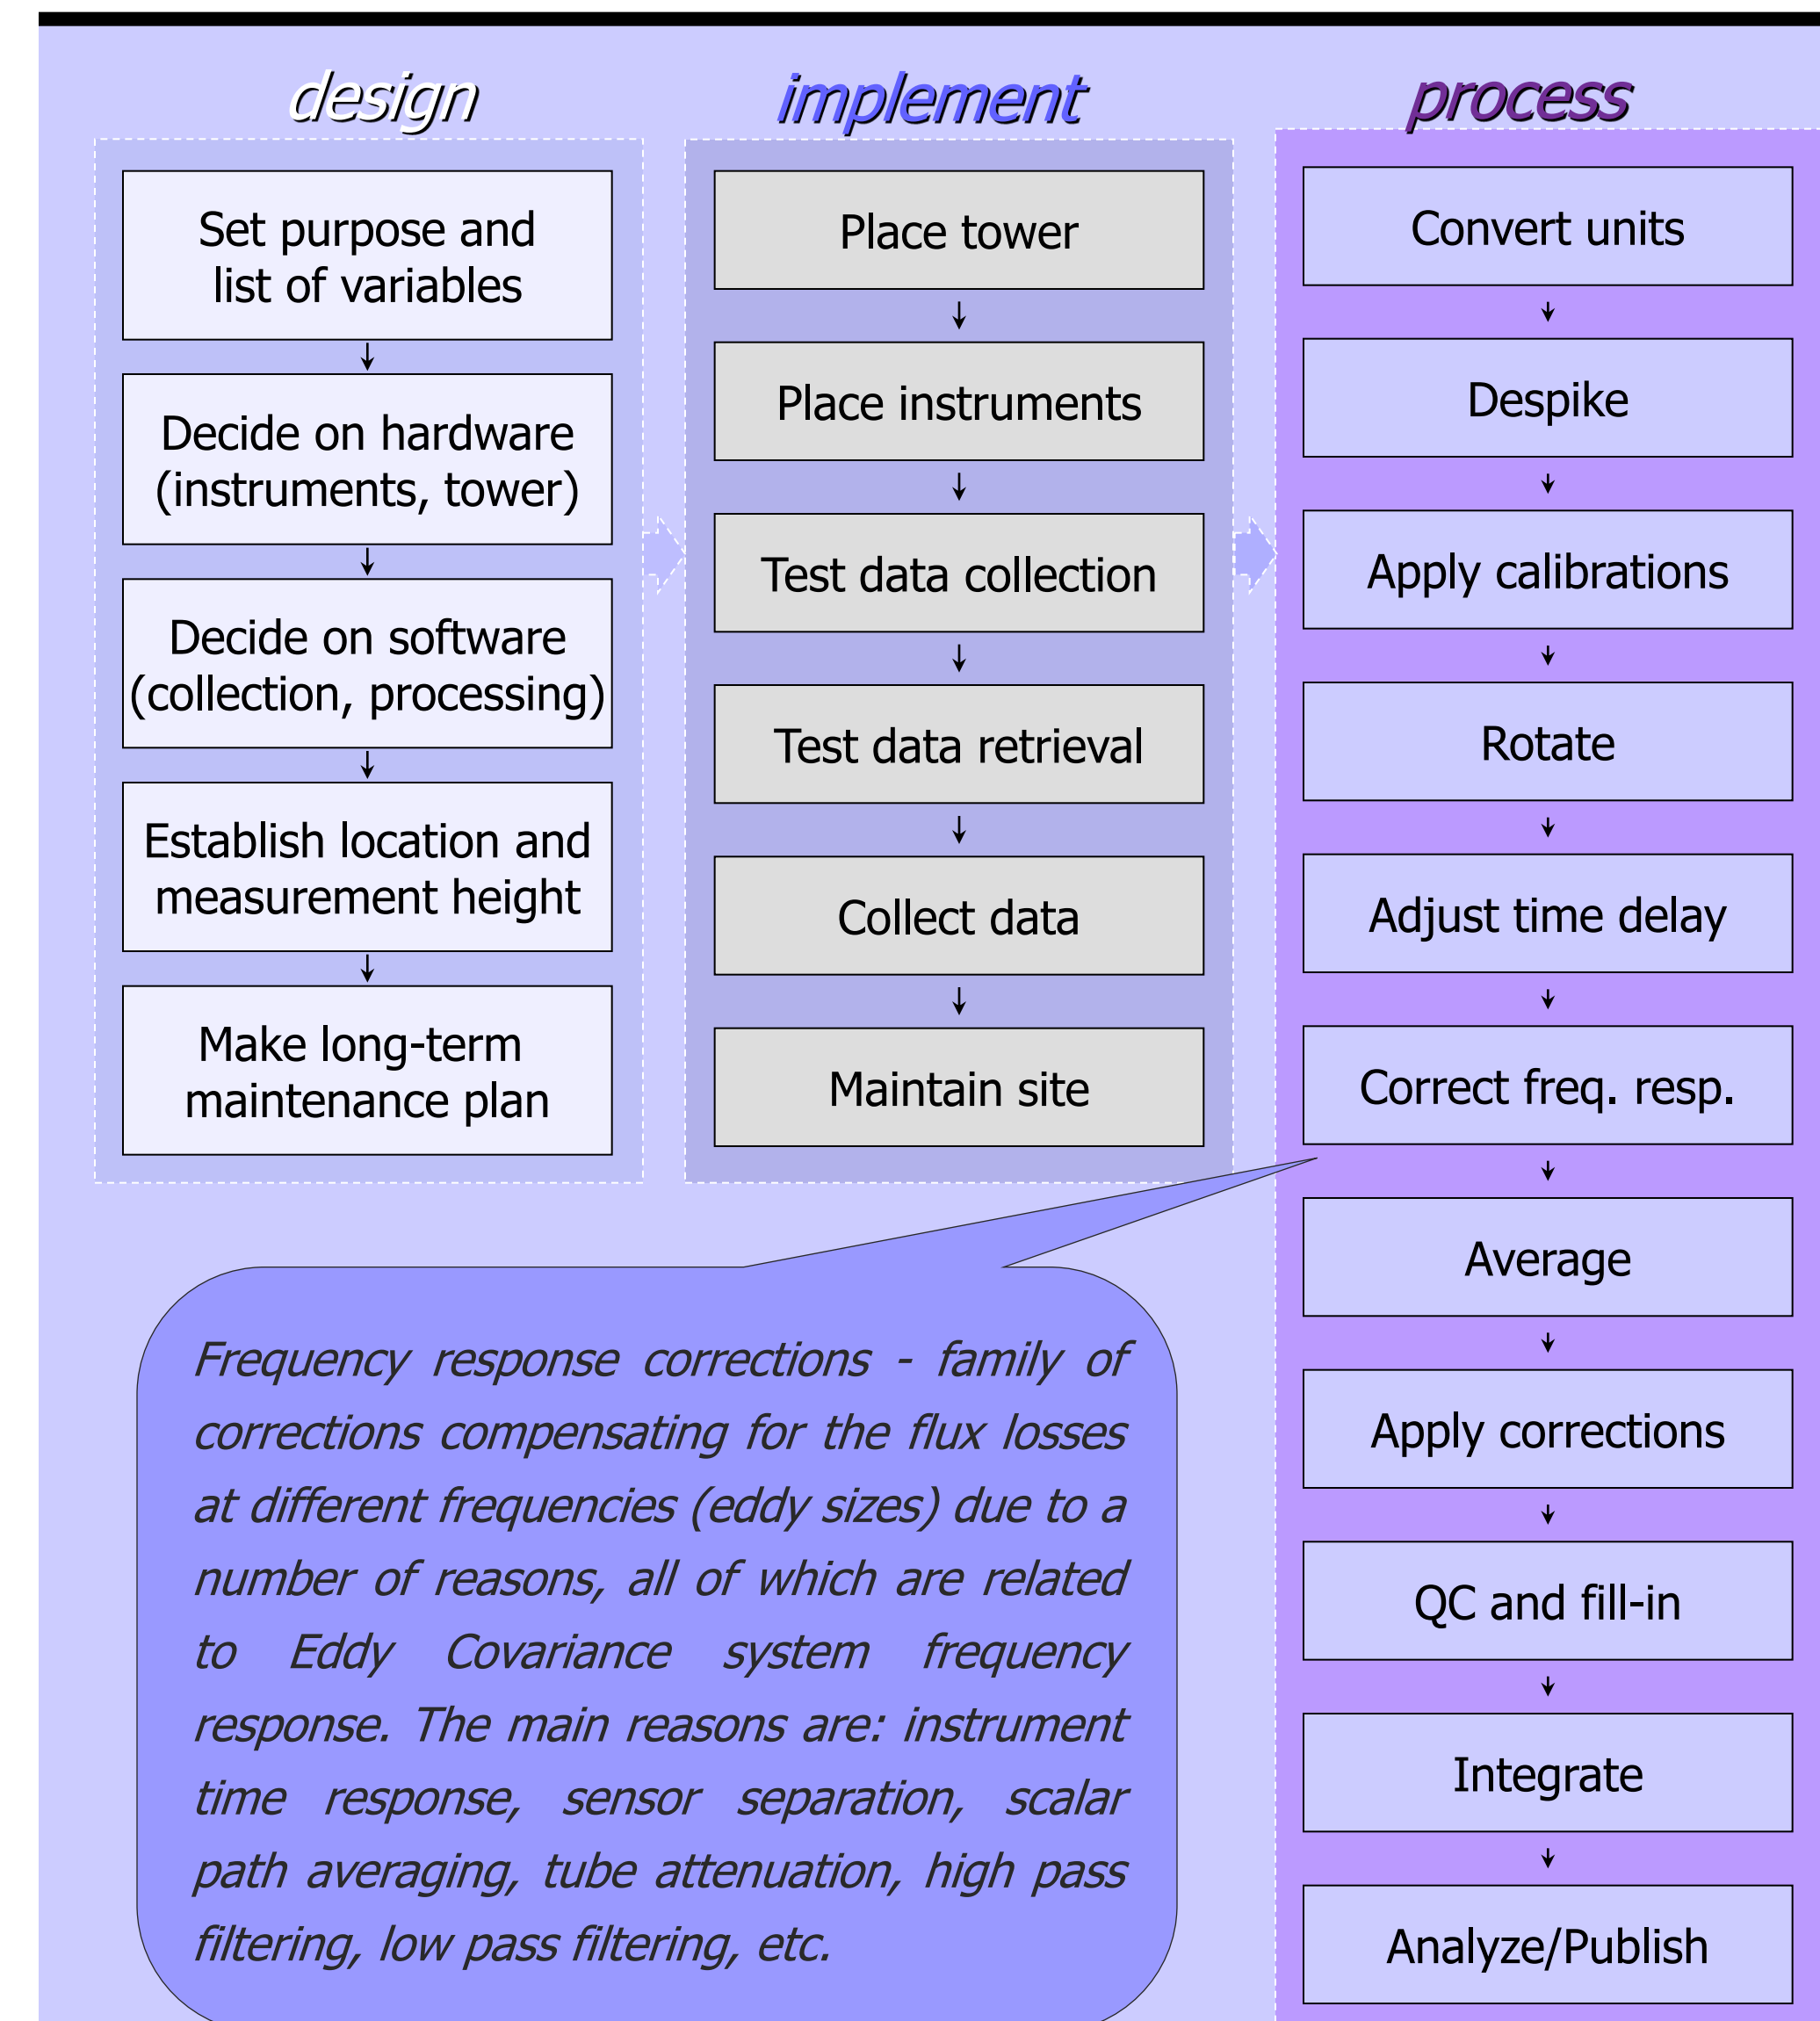 design
Set purpose and
list of variables
Decide on hardware
(instruments, tower)
Decide on software
(collection, processing)
Establish location and
measurement height
Make long-term
maintenance plan
implement
Place tower
Place instruments
Test data collection
Test data retrieval
Collect data
Maintain site
process
Convert units
Despike
Apply calibrations
Rotate
Adjust time delay
Correct freq. resp.
Average
Apply corrections
QC and fill-in
Integrate
Analyze/Publish
Frequency response corrections - family of
corrections compensating for the flux losses
at different frequencies (eddy sizes) due to a
number of reasons, all of which are related
to Eddy Covariance system frequency
response. The main reasons are: instrument
time response, sensor separation, scalar
path averaging, tube attenuation, high pass
filtering, low pass filtering, etc.